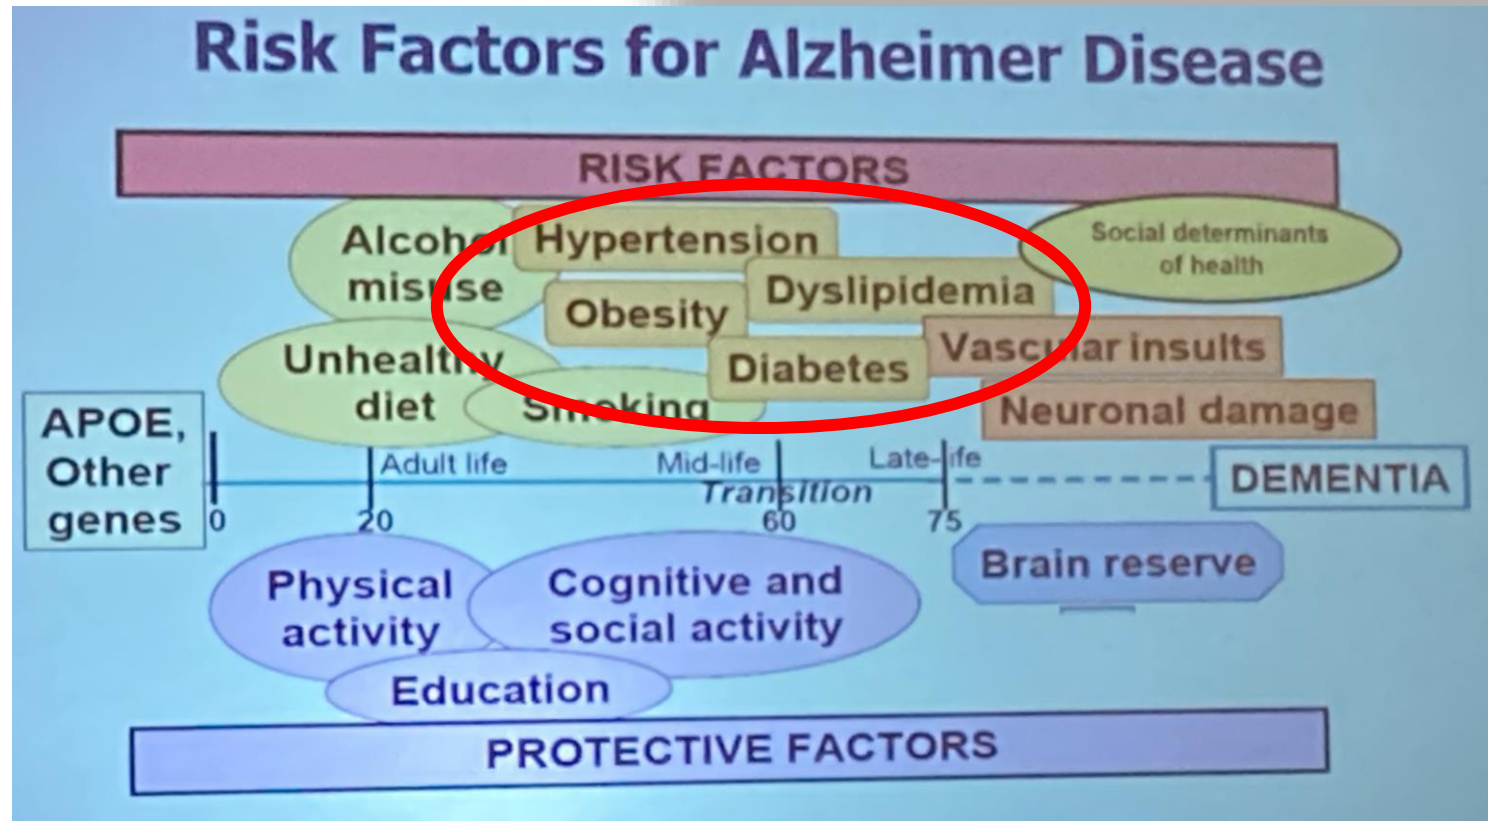 Risk Factors for Alzheimer Disease
RISK FACTORS
Alcohol
misuse
Hypertension
Social determinants
of health
Dyslipidemia
Obesity
Unhealthy
diet
Vascular insults
Diabetes
Smoking
Neuronal damage
APOE,
Other
genes
Adult life
Mid-life
Late-life
Transition
DEMENTIA
0
20
60
75
Physical
activity
Cognitive and
social activity
Brain reserve
Education
PROTECTIVE FACTORS